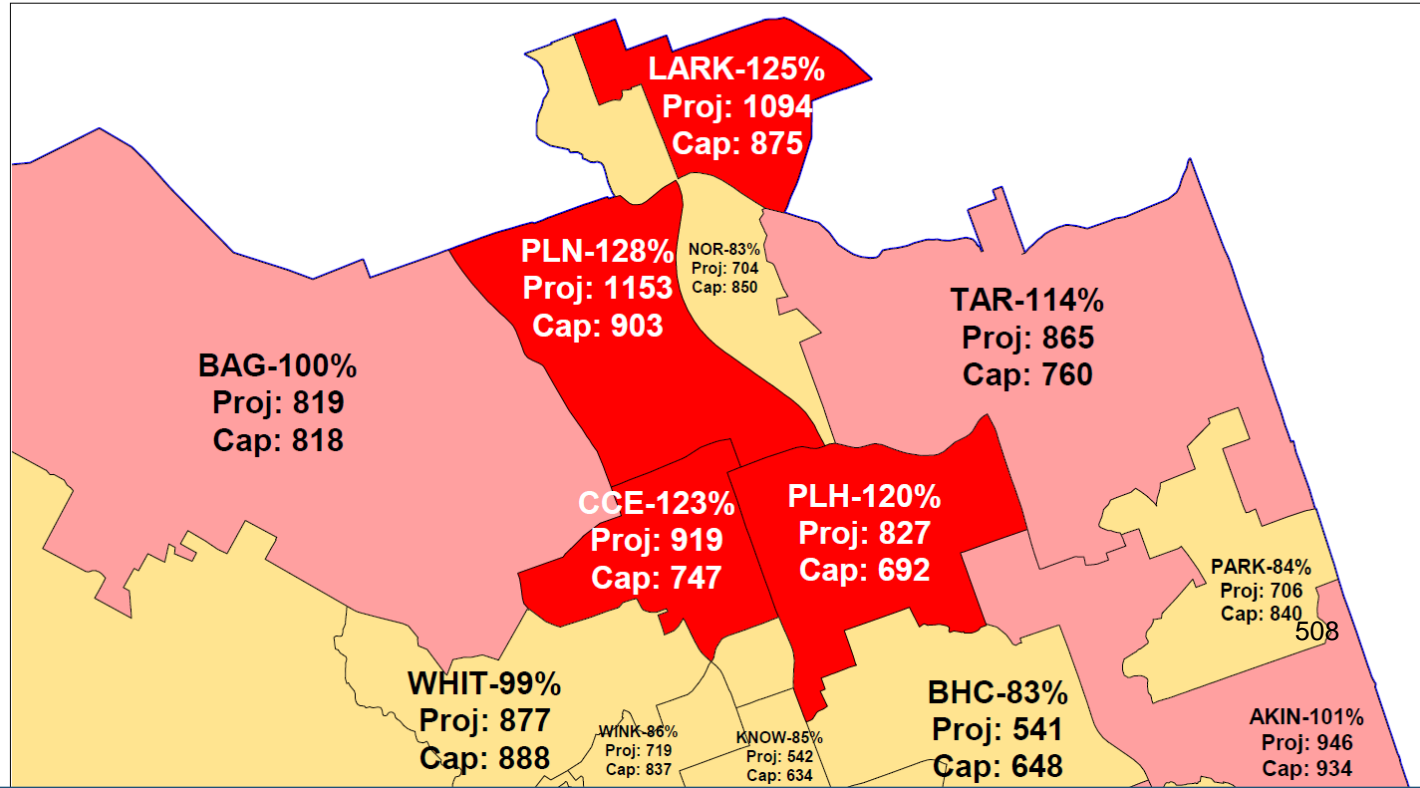 LARK-125%
Proj: 1094
Cap: 875
PLN-128%
Proj: 1153
Cap: 903
NOR-83%
Proj: 704
Cap: 850
TAR-114%
Proj: 865
Cap: 760
BAG-100%
Proj: 819
Cap: 818
CCE-123%
Proj: 919
Cap: 747
PLH-120%
Proj: 827
Cap: 692
PARK-84%
Proj: 706
Cap: 840
508
WHIT-99%
Proj: 877
Cap: 888
WINK-86%
Proj: 719
Cap: 837
KNOW-85%
Proj: 542
Cap: 634
BHC-83%
Proj: 541
Cap: 648
AKIN-101%
Proj: 946
Cap: 934